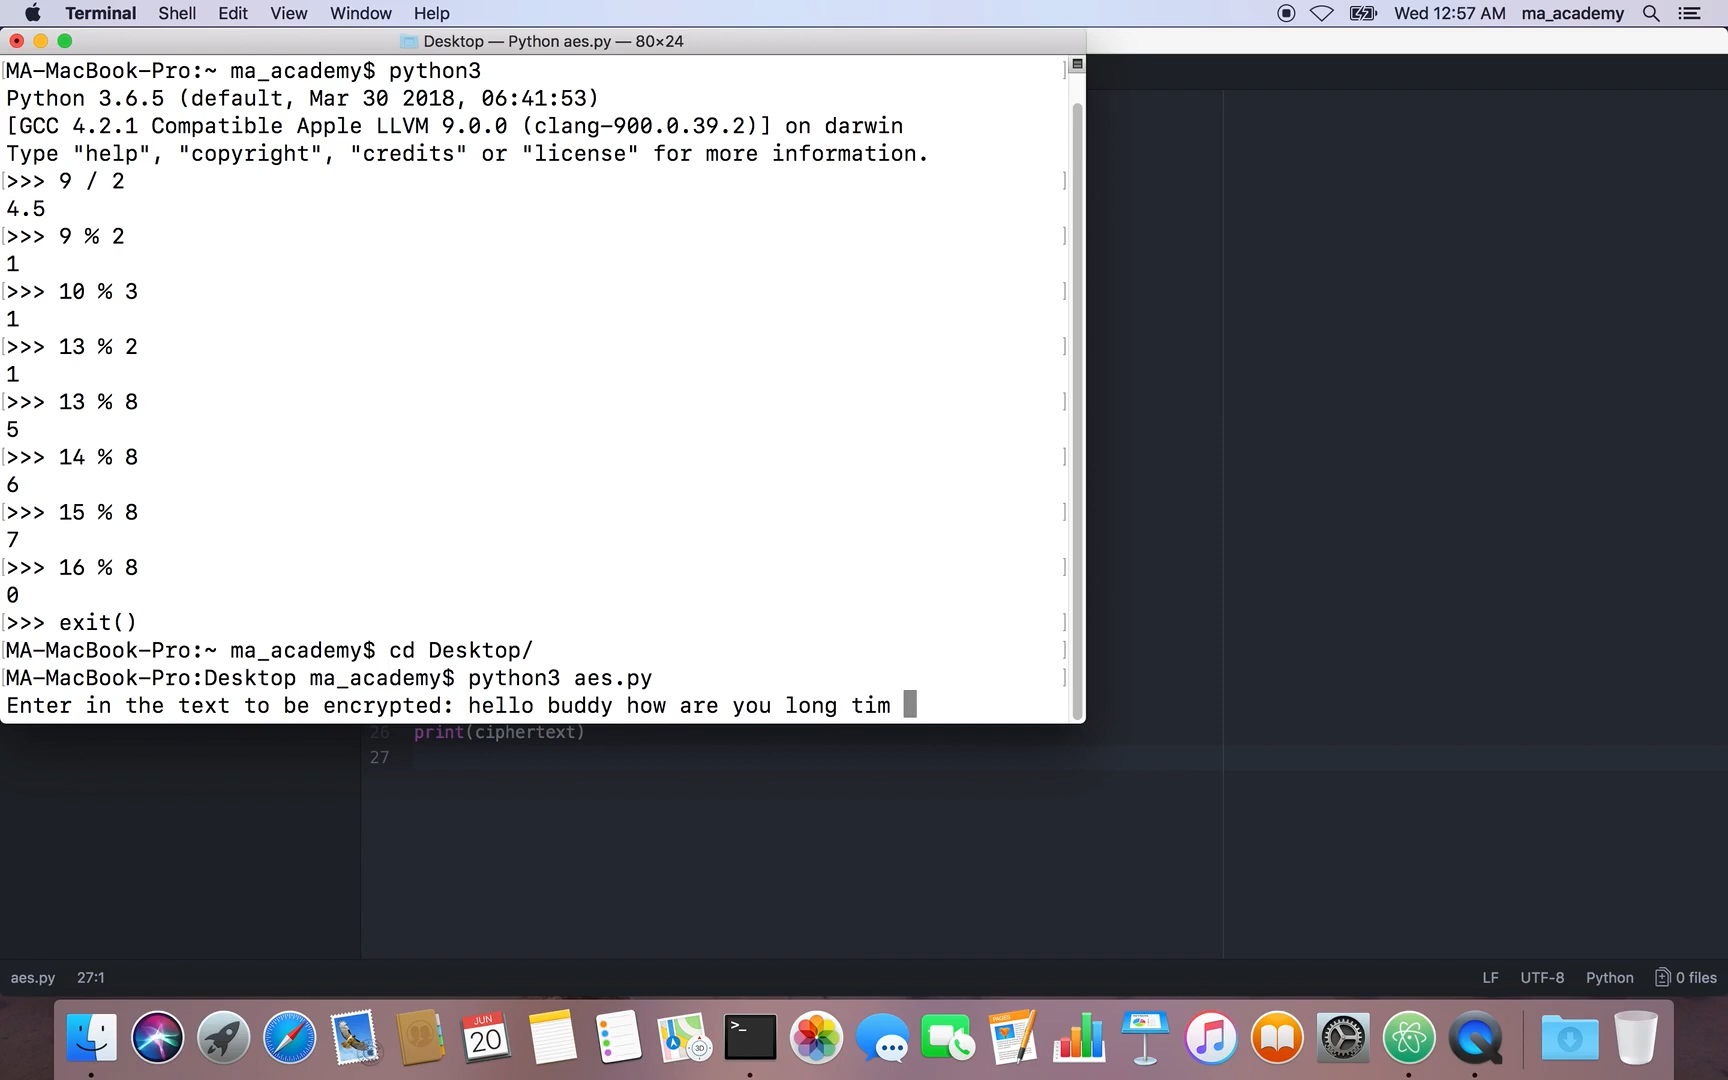 Terminal Shell Edit View Window Help Wed 12:57 AM ma_academy
Desktop — Python aes.py — 80×24
MA-MacBook-Pro:~ ma_academy$ python3
Python 3.6.5 (default, Mar 30 2018, 06:41:53)
[GCC 4.2.1 Compatible Apple LLVM 9.0.0 (clang-900.0.39.2)] on darwin
Type "help", "copyright", "credits" or "license" for more information.
>>> 9 / 2
4.5
>>> 9 % 2
1
>>> 10 % 3
1
>>> 13 % 2
1
>>> 13 % 8
5
>>> 14 % 8
6
>>> 15 % 8
7
>>> 16 % 8
0
>>> exit()
MA-MacBook-Pro:~ ma_academy$ cd Desktop/
MA-MacBook-Pro:Desktop ma_academy$ python3 aes.py
Enter in the text to be encrypted: hello buddy how are you long tim
26 print(ciphertext)
27
aes.py 27:1 LF UTF-8 Python 0 files
JUN
20
3D
>_
PAGES